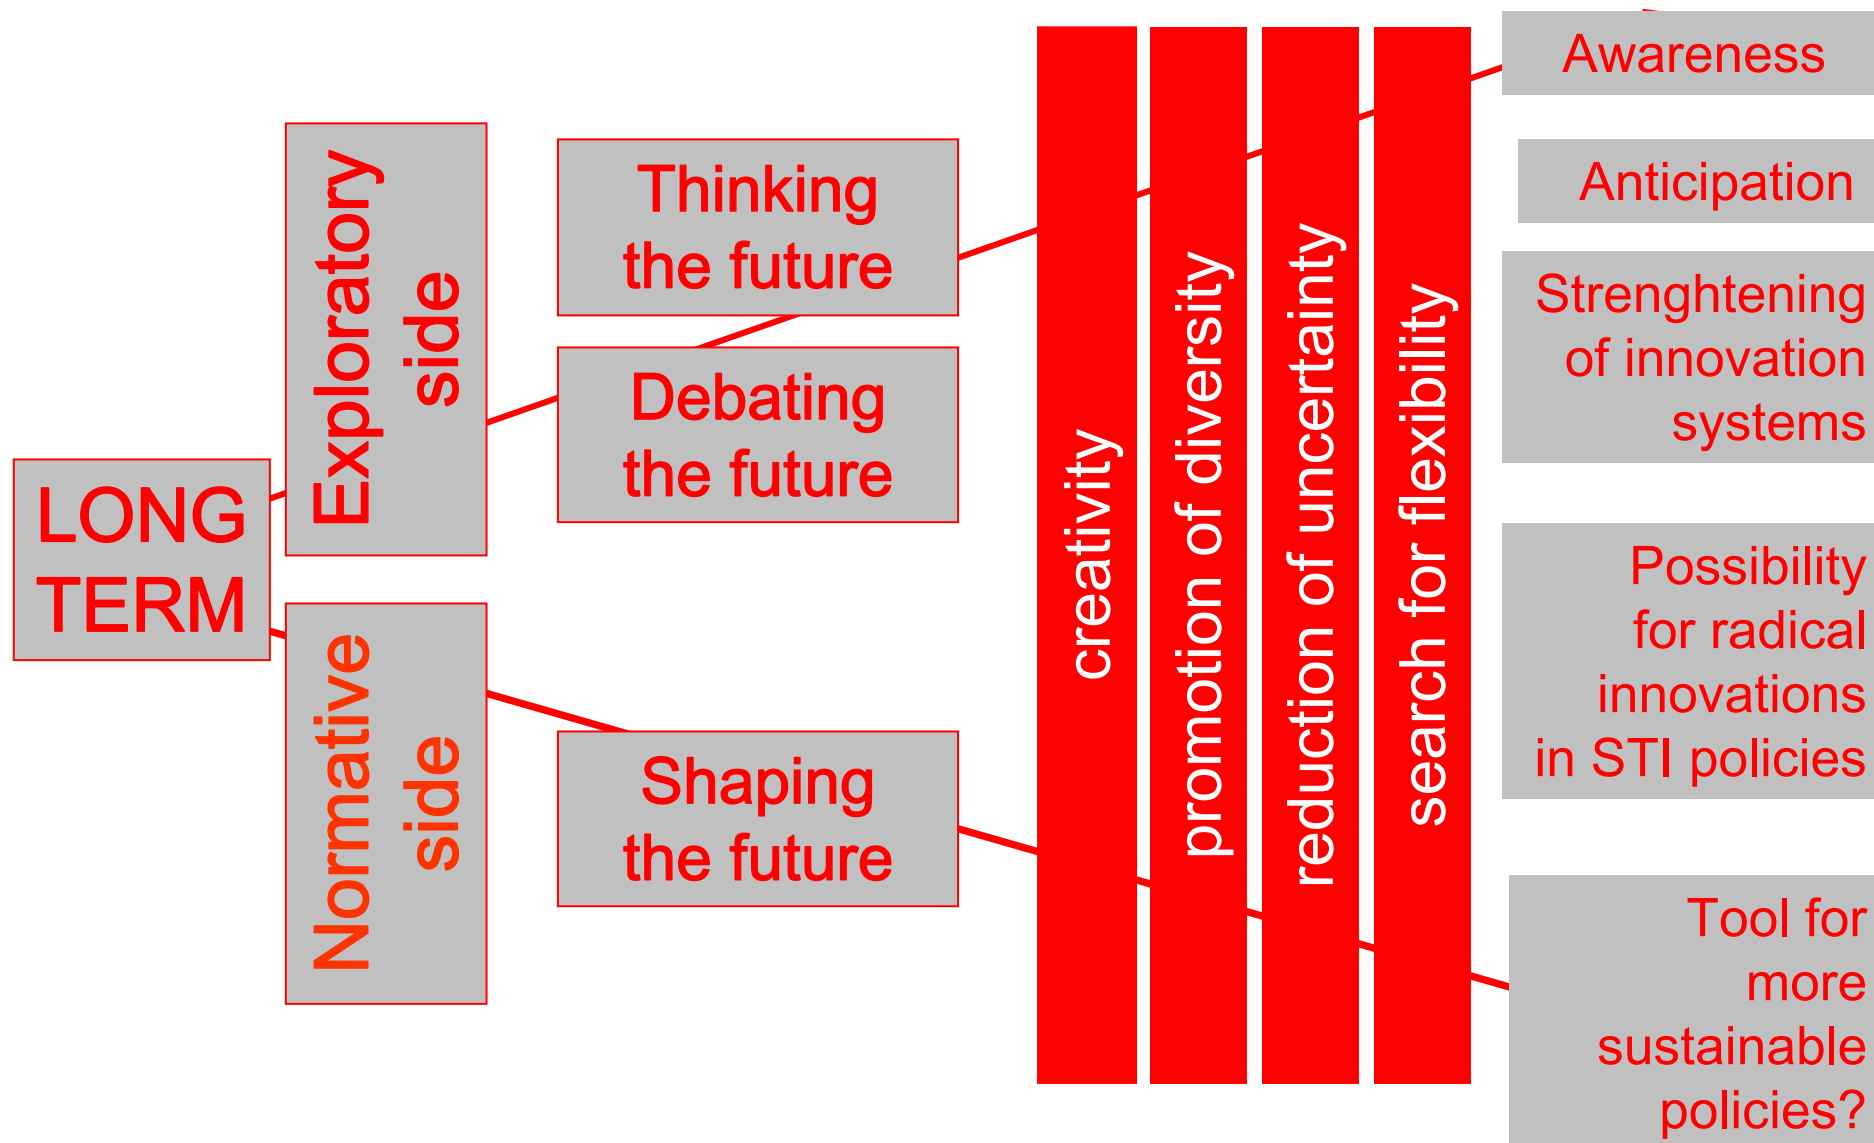 LONG
TERM
Exploratory
side
Normative
side
Thinking
the future
Debating
the future
Shaping
the future
creativity
promotion of diversity
reduction of uncertainty
search for flexibility
Awareness
Anticipation
Strenghtening
of innovation
systems
Possibility
for radical
innovations
in STI policies
Tool for
more
sustainable
policies?